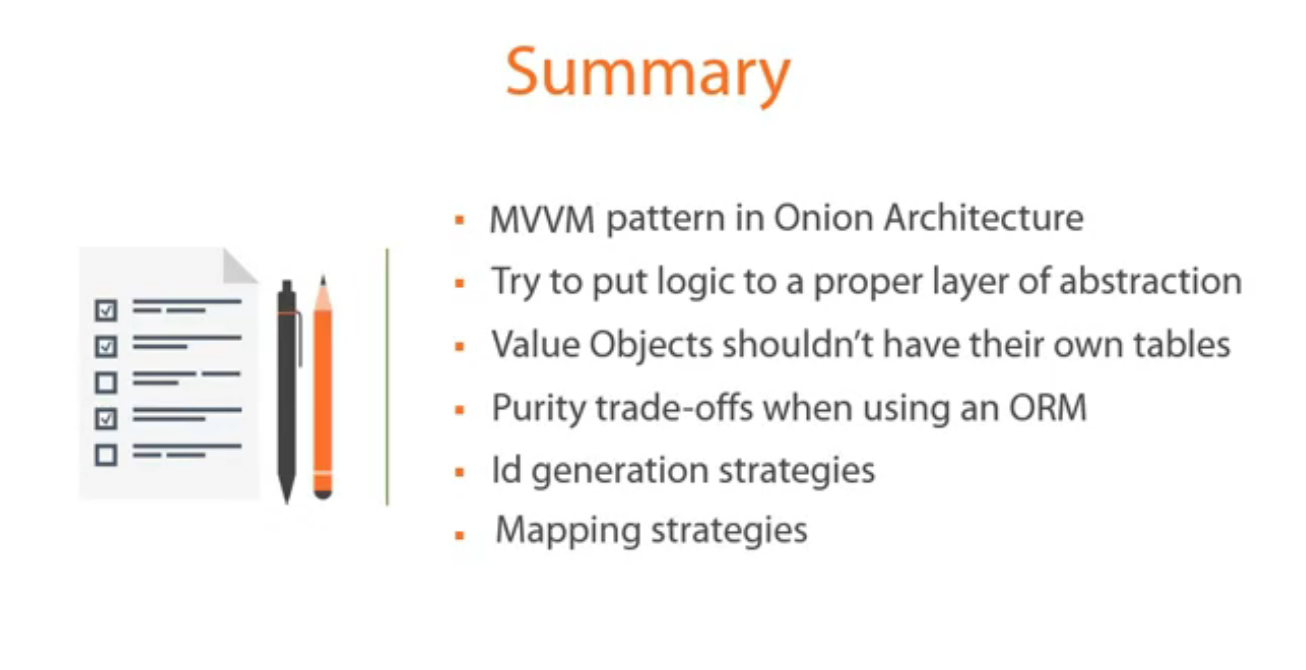 Summary
MVVM pattern in Onion Architecture
Try to put logic to a proper layer of abstraction
Value Objects shouldn’t have their own tables
Purity trade-offs when using an ORM
Id generation strategies
Mapping strategies